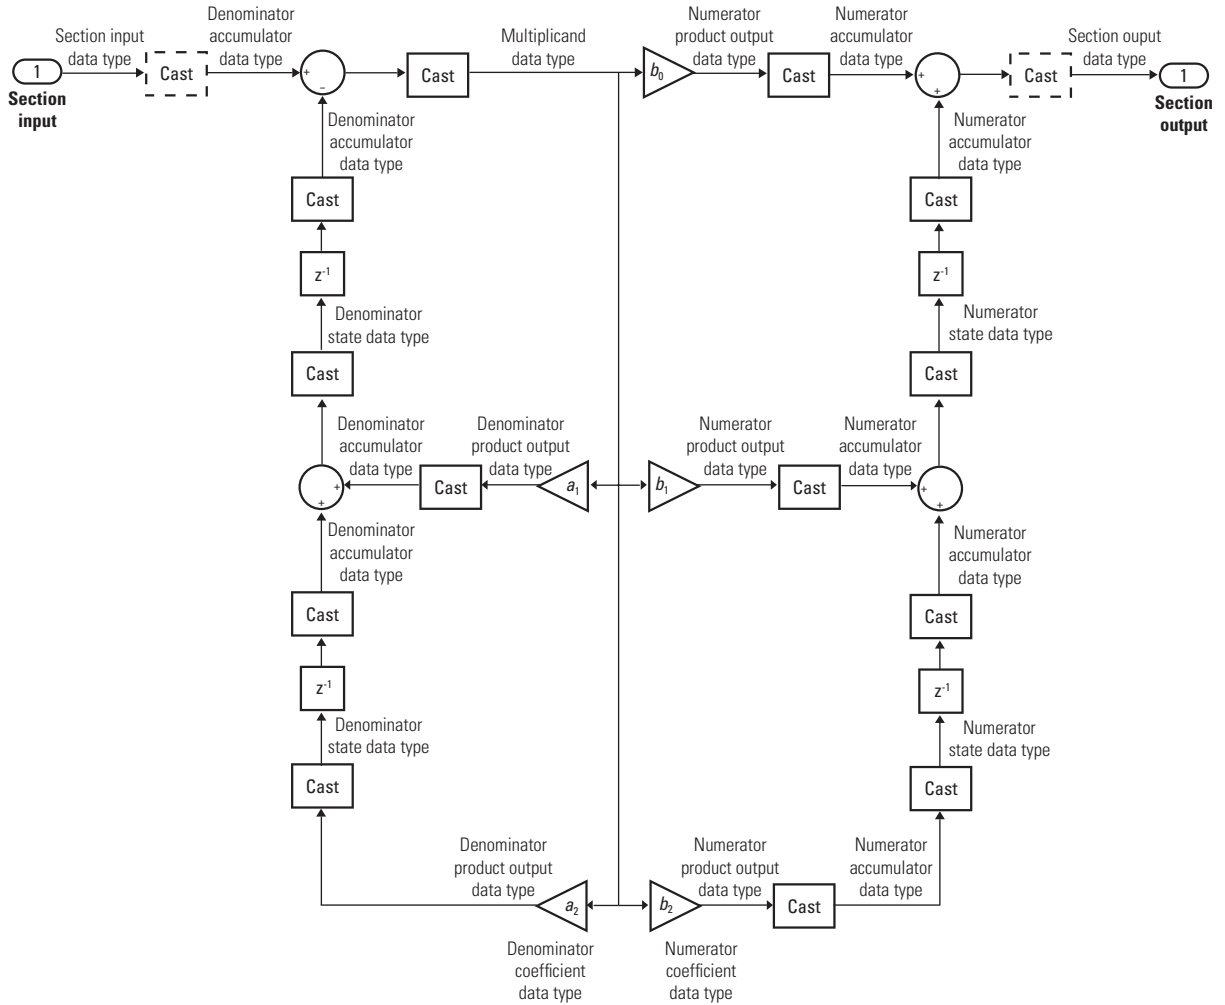 Section input
data type
Denominator
accumulator
data type
Multiplicand
data type
Numerator
product output
data type
Numerator
accumulator
data type
Section ouput
data type
1
Section
input
Cast
+
−
Cast
b0
Cast
+
+
Cast
1
Section
output
Denominator
accumulator
data type
Numerator
accumulator
data type
Cast
Cast
z-1
z-1
Denominator
state data type
Numerator
state data type
Cast
Cast
Denominator
accumulator
data type
Denominator
product output
data type
Numerator
product output
data type
Numerator
accumulator
data type
+
+
Cast
a1
b1
Cast
+
+
Denominator
accumulator
data type
Numerator
accumulator
data type
Cast
Cast
z-1
z-1
Denominator
state data type
Numerator
state data type
Cast
Cast
Denominator
product output
data type
Numerator
product output
data type
Numerator
accumulator
data type
a2
b2
Cast
Denominator
coefficient
data type
Numerator
coefficient
data type